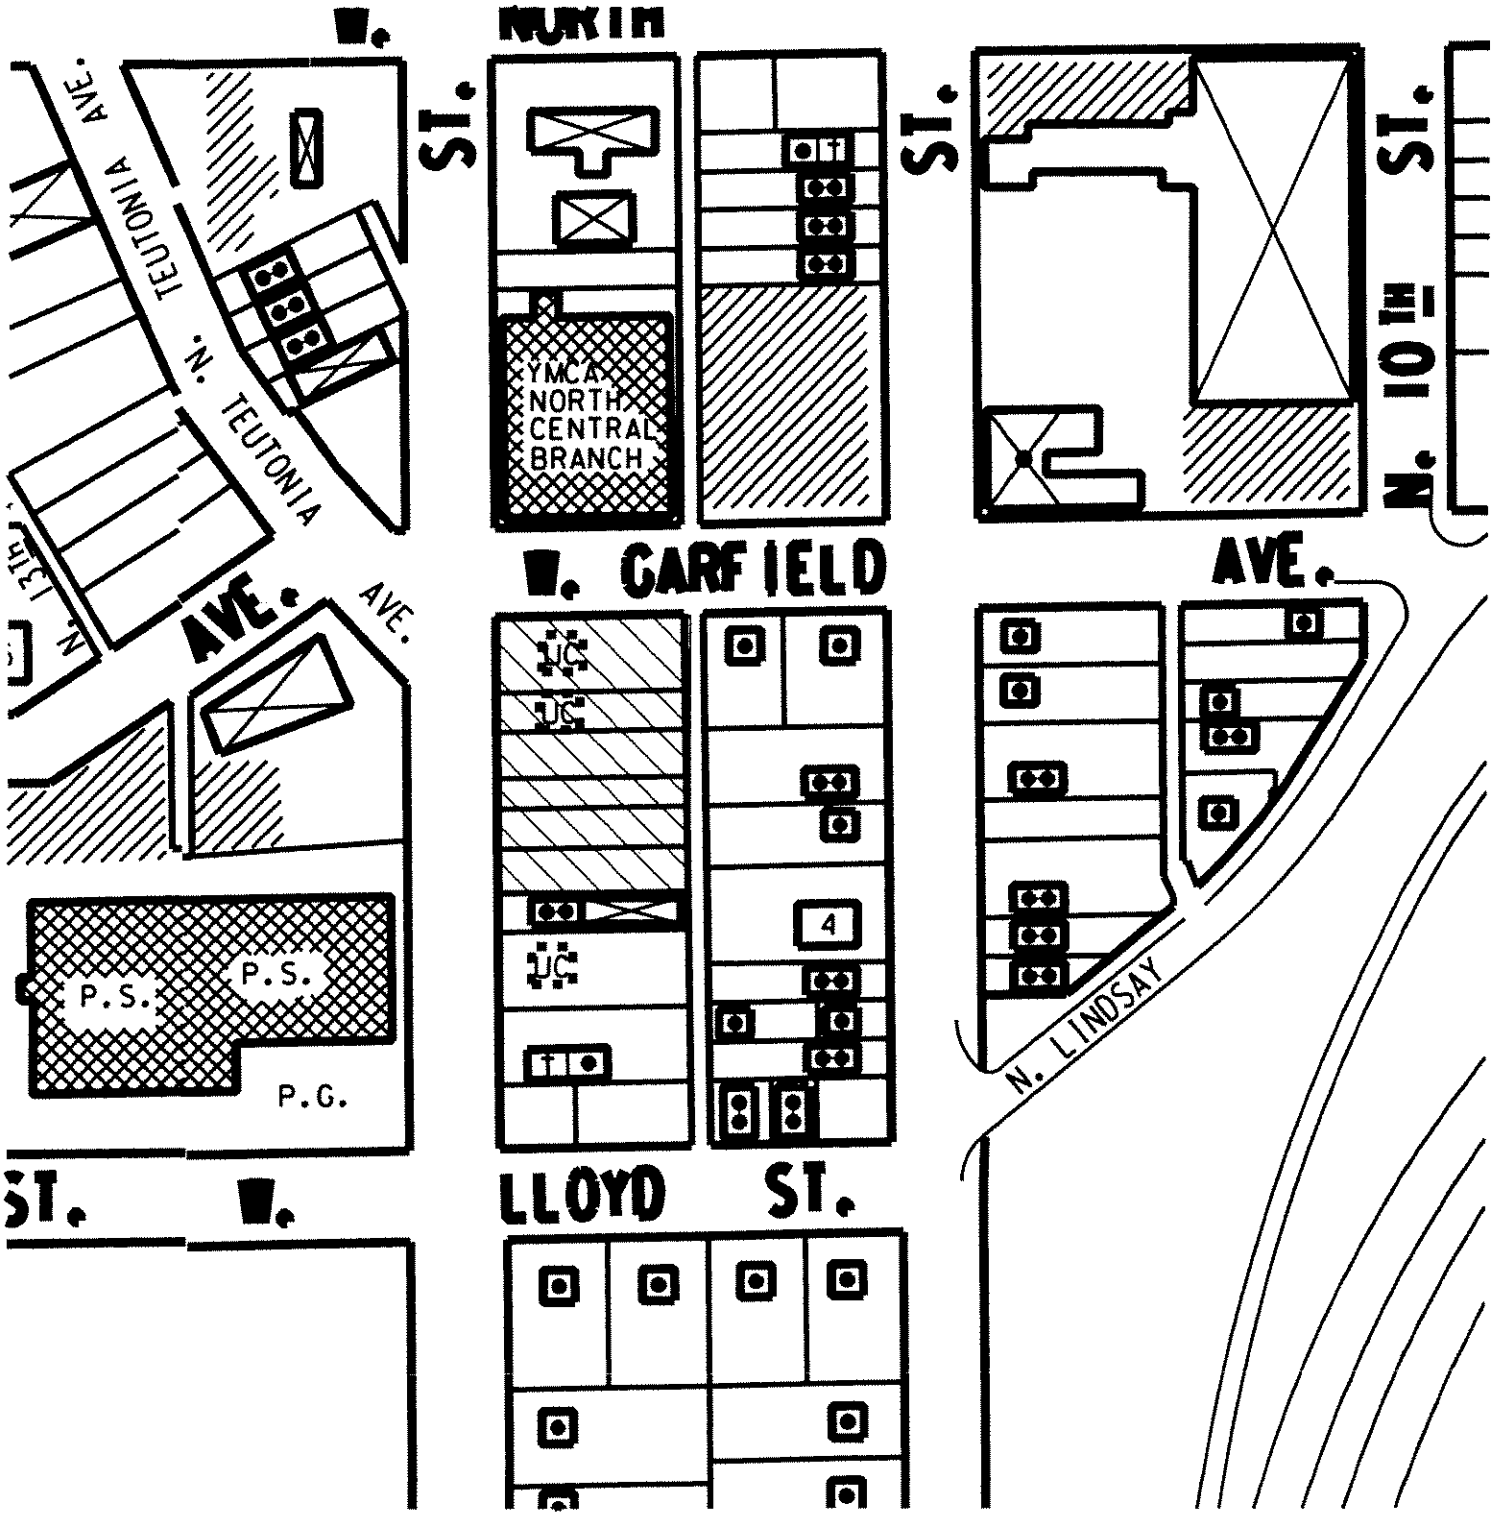 W. NORTH
AVE.
ST.
ST.
ST.
TEUTONIA
N.
TEUTONIA
AVE.
N. 10TH
YMCA
NORTH
CENTRAL
BRANCH
13th
N.
AVE.
W. GARFIELD
AVE.
UC
UC
4
UC
P.S.
P.S.
P.G.
N. LINDSAY
ST.
W.
LLOYD
ST.